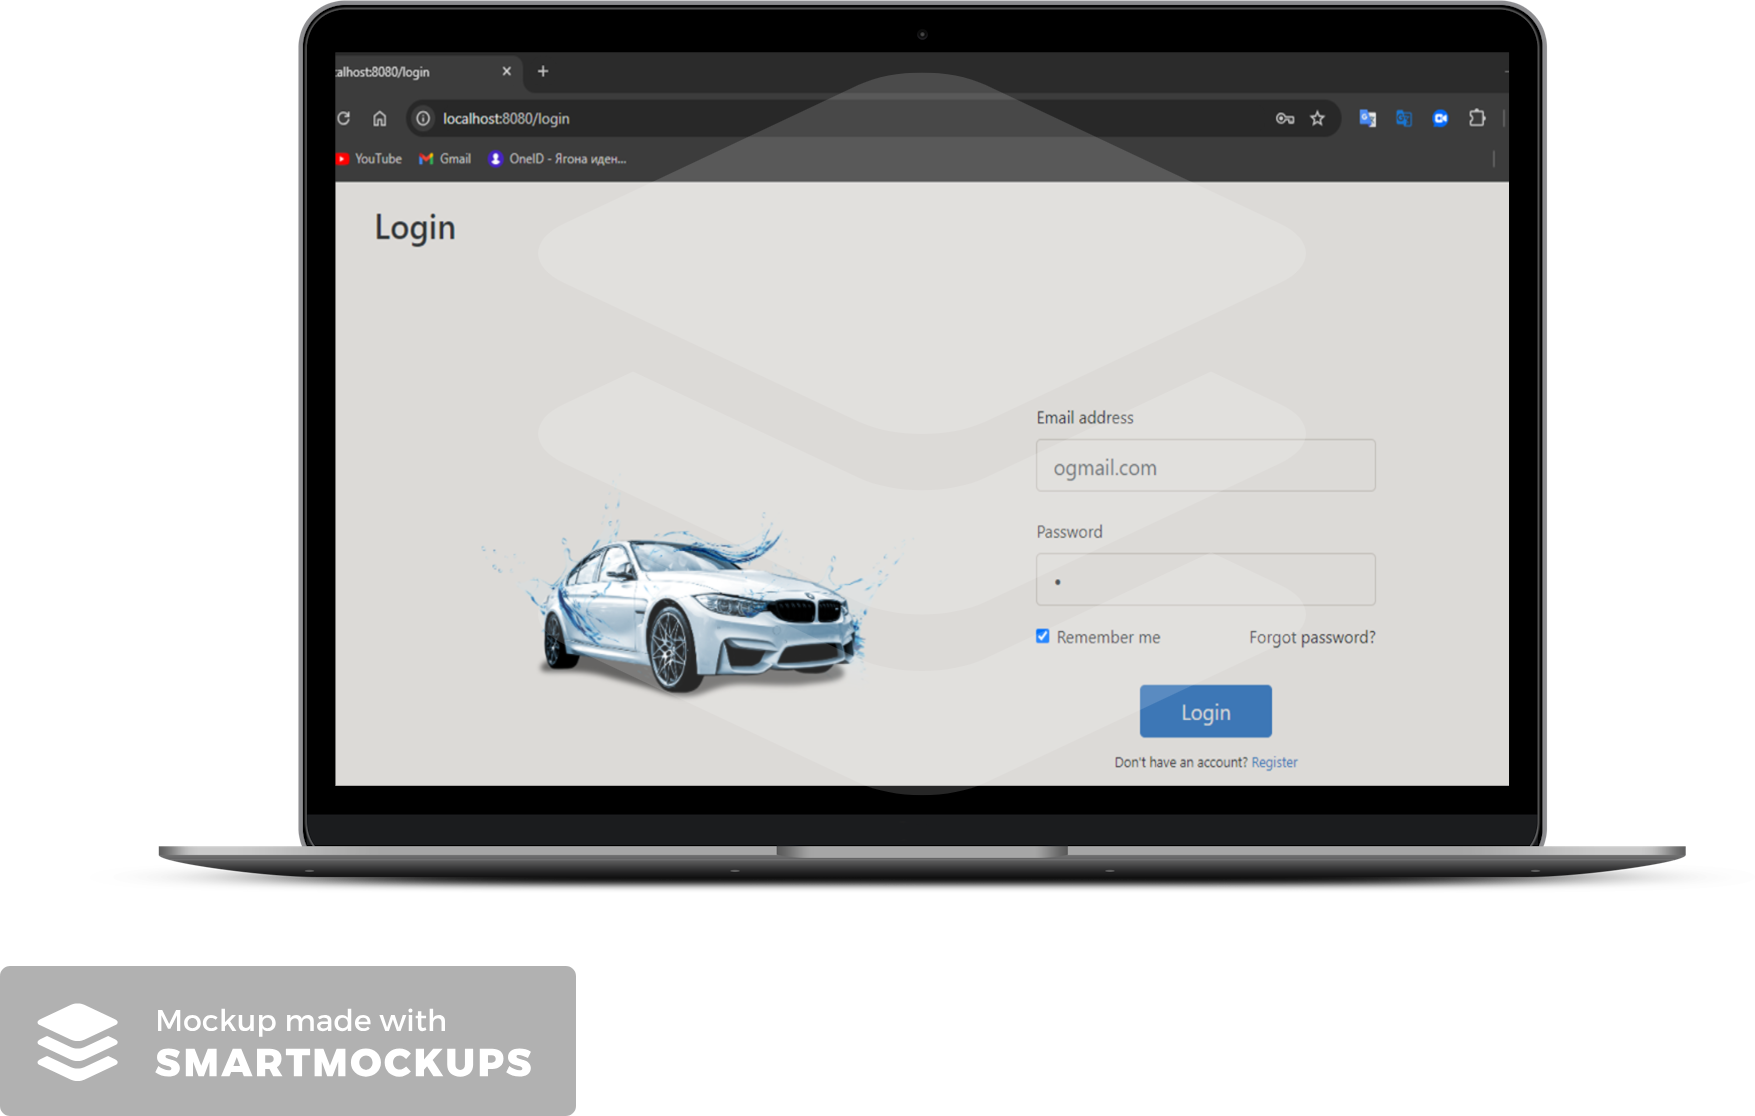 alhost:8080/login
localhost:8080/login
YouTube Gmail OneID - Ягона иден...
Login
Email address
ogmail.com
Password
Remember me Forgot password?
Login
Don't have an account? Register
Mockup made with
SMARTMOCKUPS